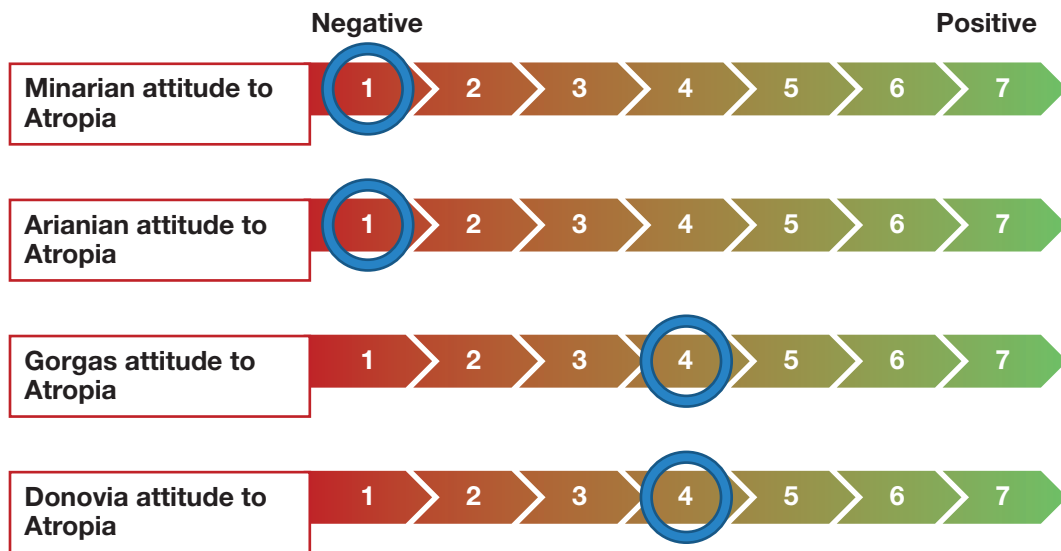 Negative Positive
Minarian attitude to
Atropia
1 2 3 4 5 6 7
Arianian attitude to
Atropia
1 2 3 4 5 6 7
Gorgas attitude to
Atropia
1 2 3 4 5 6 7
Donovia attitude to
Atropia
1 2 3 4 5 6 7